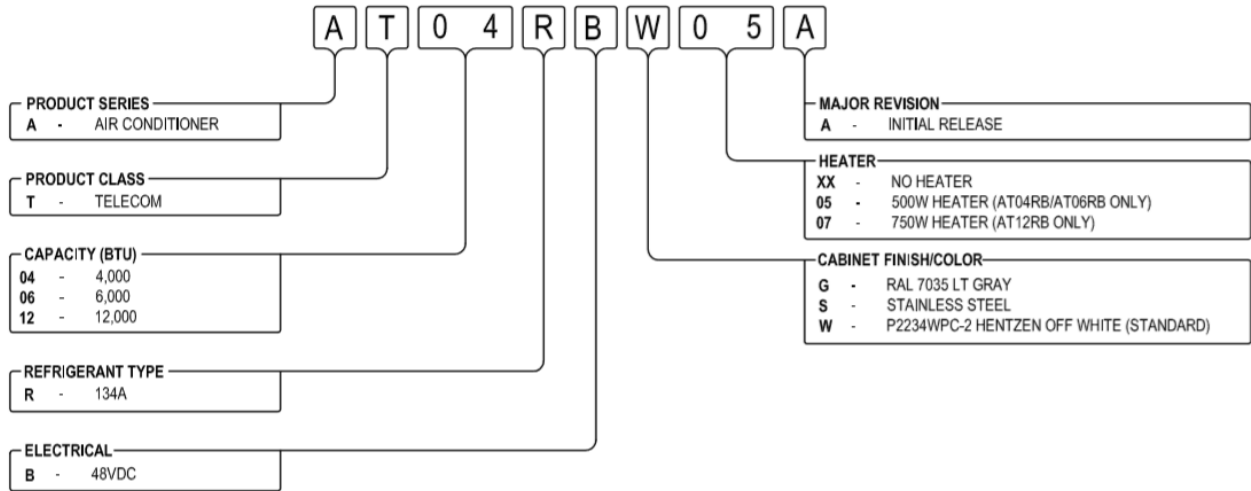 A T 0 4 R B W 0 5 A
PRODUCT SERIES
A - AIR CONDITIONER
PRODUCT CLASS
T - TELECOM
CAPACITY (BTU)
04 - 4,000
06 - 6,000
12 - 12,000
REFRIGERANT TYPE
R - 134A
ELECTRICAL
B - 48VDC
MAJOR REVISION
A - INITIAL RELEASE
HEATER
XX - NO HEATER
05 - 500W HEATER (AT04RB/AT06RB ONLY)
07 - 750W HEATER (AT12RB ONLY)
CABINET FINISH/COLOR
G - RAL 7035 LT GRAY
S - STAINLESS STEEL
W - P2234WPC-2 HENTZEN OFF WHITE (STANDARD)